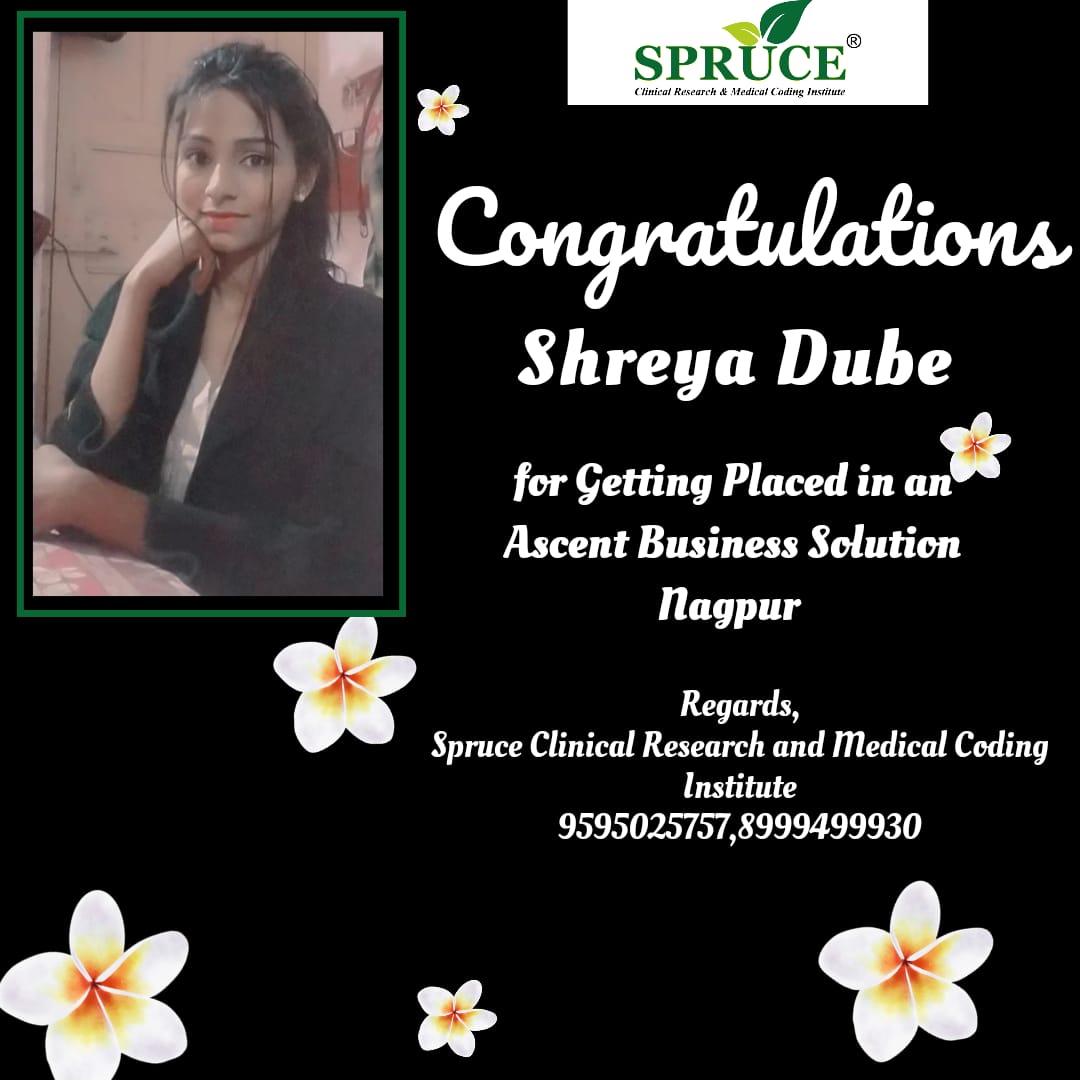 SPRUCE®
Clinical Research & Medical Coding Institute
Congratulations
Shreya Dube
for Getting Placed in an
Ascent Business Solution
Nagpur
Regards,
Spruce Clinical Research and Medical Coding
Institute
9595025757,8999499930